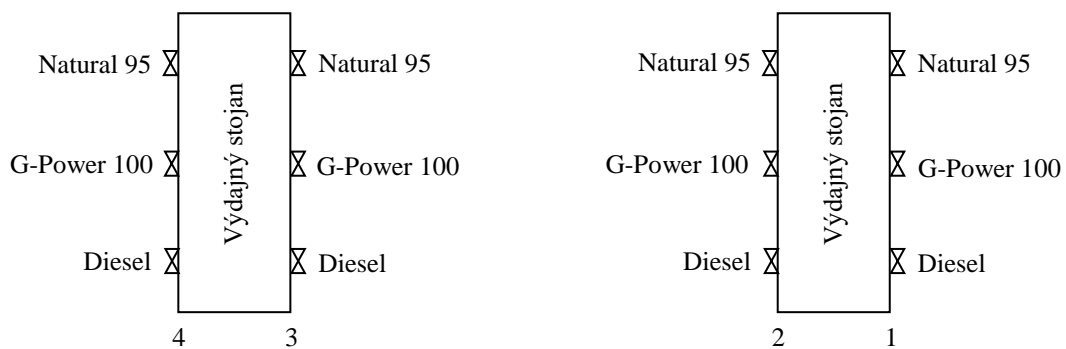 Natural 95 Natural 95 Natural 95 Natural 95
Výdajný stojan Výdajný stojan
G-Power 100 G-Power 100 G-Power 100 G-Power 100
Diesel Diesel Diesel Diesel
4 3 2 1